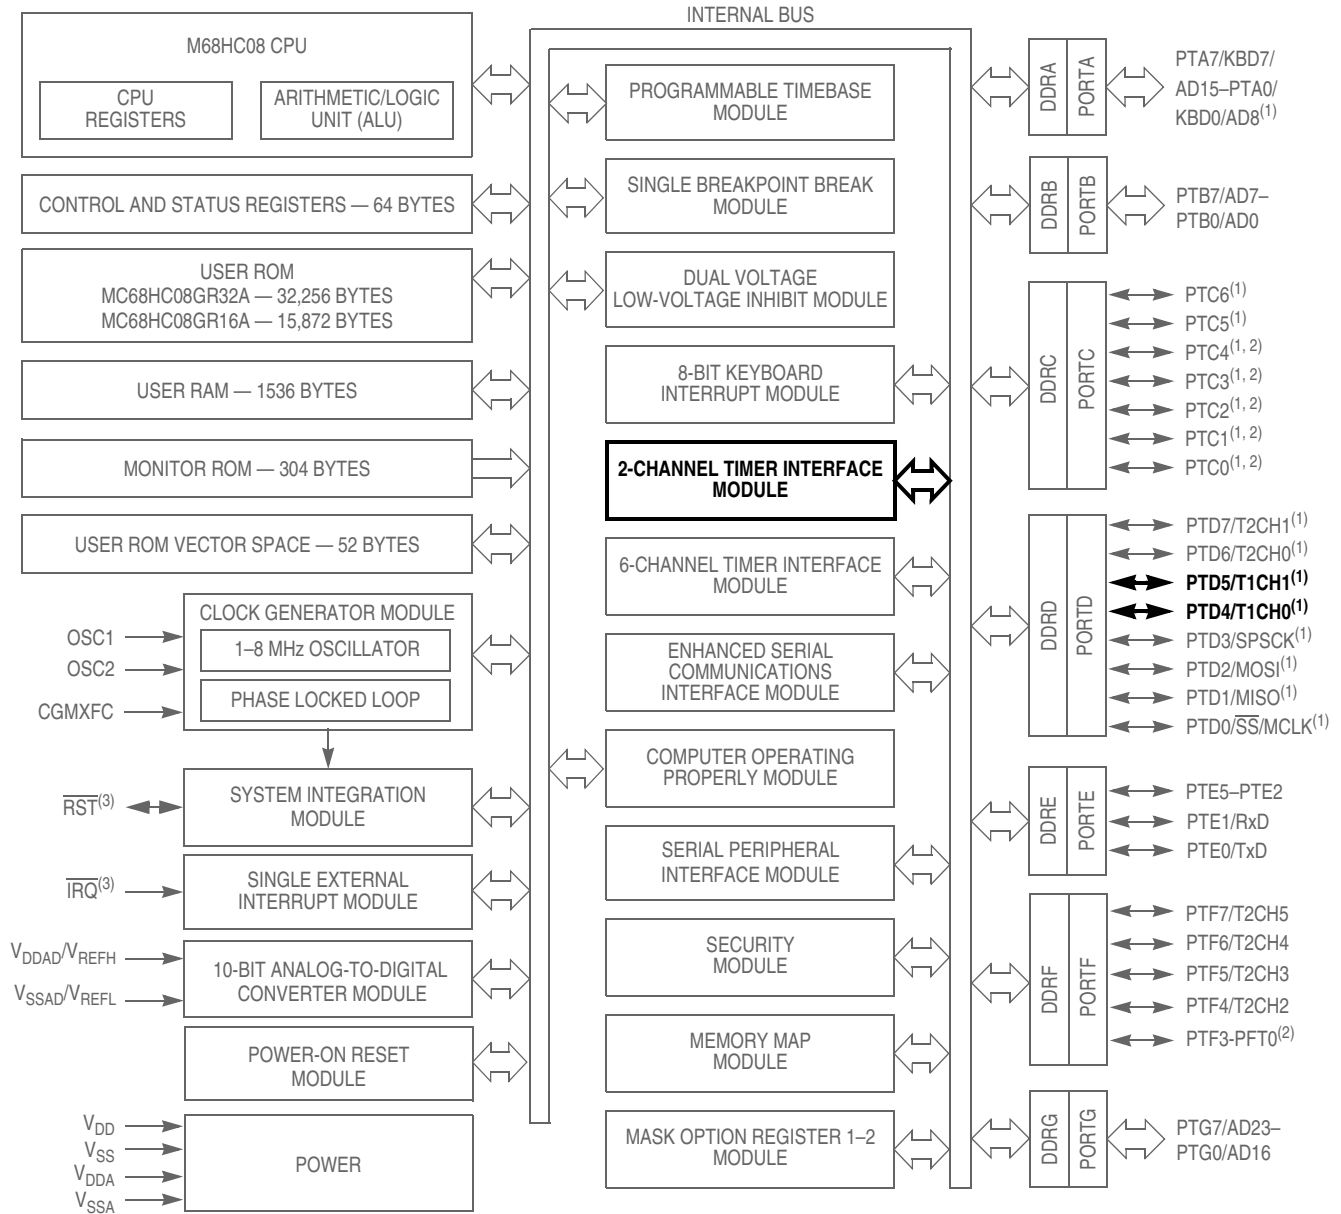 INTERNAL BUS
M68HC08 CPU
CPU
REGISTERS
ARITHMETIC/LOGIC
UNIT (ALU)
CONTROL AND STATUS REGISTERS — 64 BYTES
USER ROM
MC68HC08GR32A — 32,256 BYTES
MC68HC08GR16A — 15,872 BYTES
USER RAM — 1536 BYTES
MONITOR ROM — 304 BYTES
USER ROM VECTOR SPACE — 52 BYTES
CLOCK GENERATOR MODULE
1–8 MHz OSCILLATOR
PHASE LOCKED LOOP
OSC1
OSC2
CGMXFC
SYSTEM INTEGRATION
MODULE
RST(3)
SINGLE EXTERNAL
INTERRUPT MODULE
IRQ(3)
10-BIT ANALOG-TO-DIGITAL
CONVERTER MODULE
VDDAD/VREFH
VSSAD/VREFL
POWER-ON RESET
MODULE
POWER
VDD
VSS
VDDA
VSSA
PROGRAMMABLE TIMEBASE
MODULE
SINGLE BREAKPOINT BREAK
MODULE
DUAL VOLTAGE
LOW-VOLTAGE INHIBIT MODULE
8-BIT KEYBOARD
INTERRUPT MODULE
2-CHANNEL TIMER INTERFACE
MODULE
6-CHANNEL TIMER INTERFACE
MODULE
ENHANCED SERIAL
COMMUNICATIONS
INTERFACE MODULE
COMPUTER OPERATING
PROPERLY MODULE
SERIAL PERIPHERAL
INTERFACE MODULE
SECURITY
MODULE
MEMORY MAP
MODULE
MASK OPTION REGISTER 1–2
MODULE
DDRA
PORTA
PTA7/KBD7/
AD15–PTA0/
KBD0/AD8(1)
DDRB
PORTB
PTB7/AD7–
PTB0/AD0
DDRC
PORTC
PTC6(1)
PTC5(1)
PTC4(1, 2)
PTC3(1, 2)
PTC2(1, 2)
PTC1(1, 2)
PTC0(1, 2)
DDRD
PORTD
PTD7/T2CH1(1)
PTD6/T2CH0(1)
PTD5/T1CH1(1)
PTD4/T1CH0(1)
PTD3/SPSCK(1)
PTD2/MOSI(1)
PTD1/MISO(1)
PTD0/SS/MCLK(1)
DDRE
PORTE
PTE5–PTE2
PTE1/RxD
PTE0/TxD
DDRF
PORTF
PTF7/T2CH5
PTF6/T2CH4
PTF5/T2CH3
PTF4/T2CH2
PTF3-PFT0(2)
DDRG
PORTG
PTG7/AD23–
PTG0/AD16